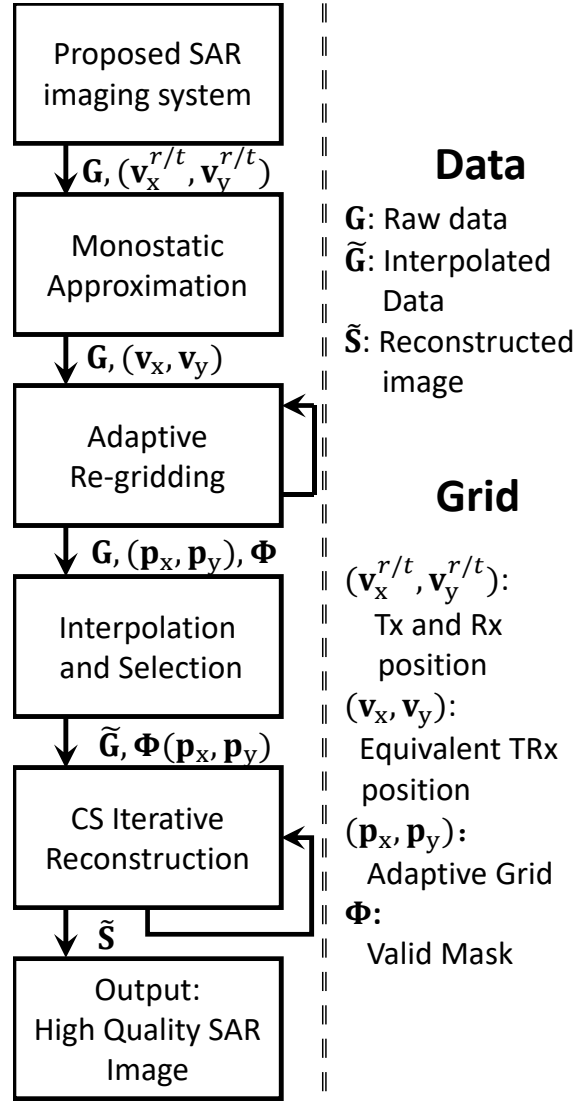 Proposed SAR
imaging system
G, (v_x^{r/t}, v_y^{r/t})
Monostatic
Approximation
G, (v_x, v_y)
Adaptive
Re-gridding
G, (p_x, p_y), Φ
Interpolation
and Selection
G̃, Φ(p_x, p_y)
CS Iterative
Reconstruction
S̃
Output:
High Quality SAR
Image
Data
G: Raw data
G̃: Interpolated
Data
S̃: Reconstructed
image
Grid
(v_x^{r/t}, v_y^{r/t}):
Tx and Rx
position
(v_x, v_y):
Equivalent TRx
position
(p_x, p_y):
Adaptive Grid
Φ:
Valid Mask